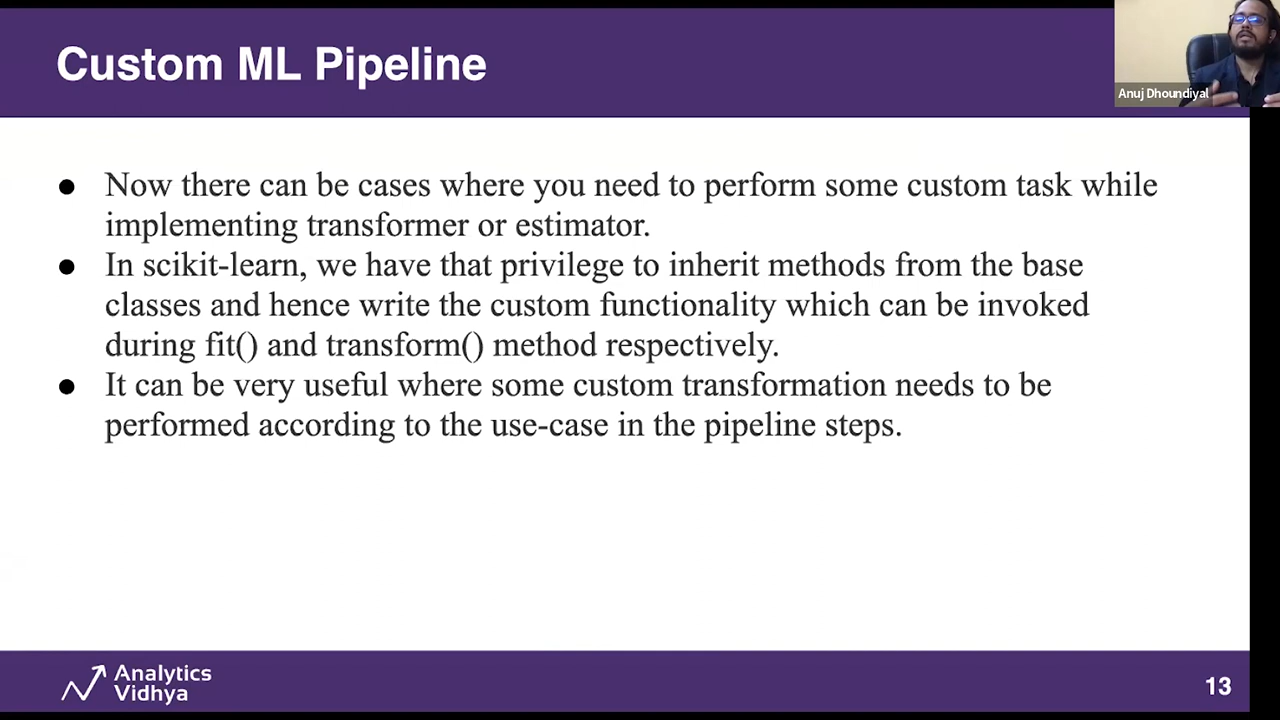 Custom ML Pipeline
Anuj Dhoundiyal
● Now there can be cases where you need to perform some custom task while
implementing transformer or estimator.
● In scikit-learn, we have that privilege to inherit methods from the base
classes and hence write the custom functionality which can be invoked
during fit() and transform() method respectively.
● It can be very useful where some custom transformation needs to be
performed according to the use-case in the pipeline steps.
Analytics
Vidhya
13